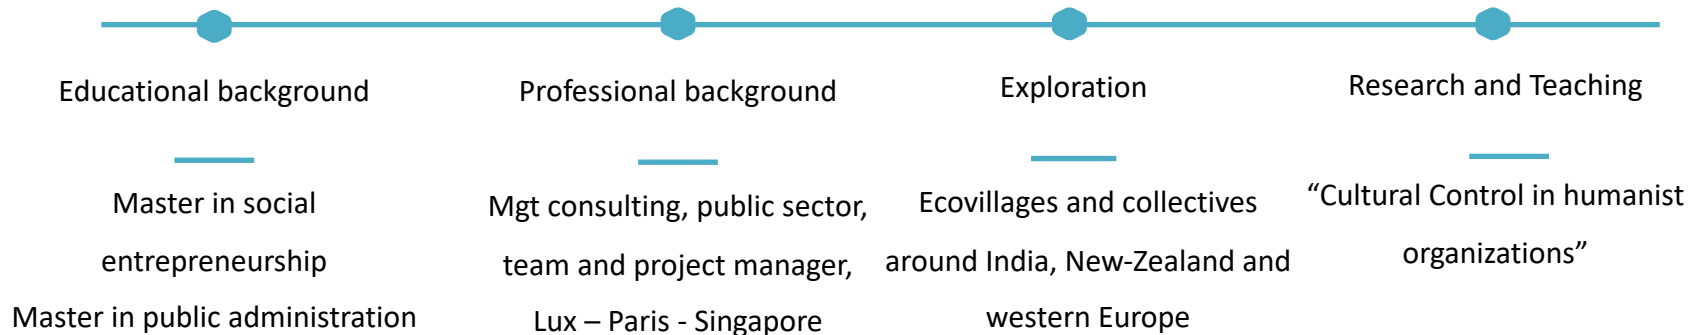 Educational background
Master in social
entrepreneurship
Master in public administration
Professional background
Mgt consulting, public sector,
team and project manager,
Lux – Paris - Singapore
Exploration
Ecovillages and collectives
around India, New-Zealand and
western Europe
Research and Teaching
“Cultural Control in humanist
organizations”